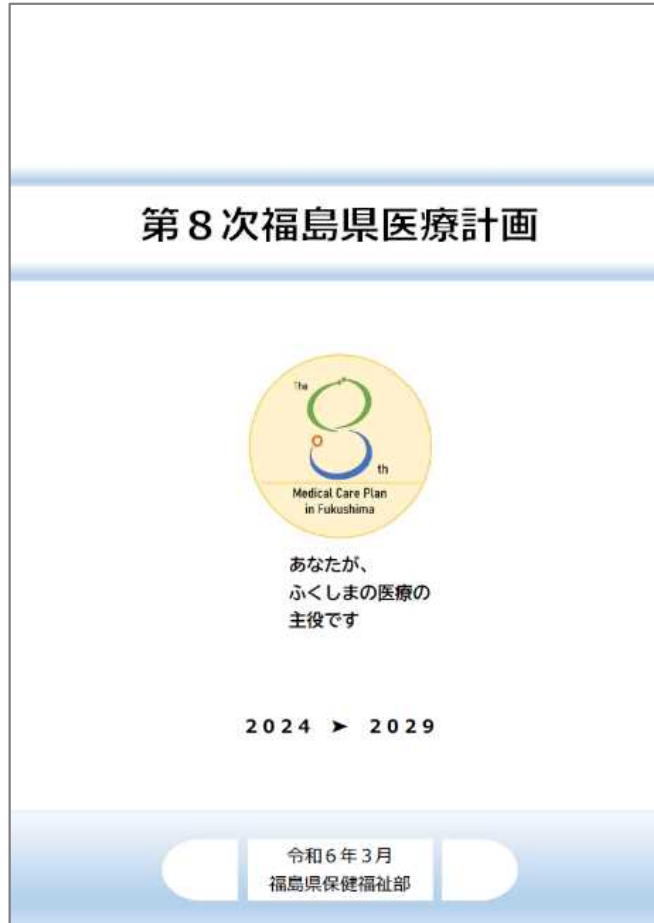 第８次福島県医療計画
The
8
th
Medical Care Plan
in Fukushima
あなたが、
ふくしまの医療の
主役です
2024 ➤ 2029
令和６年３月
福島県保健福祉部